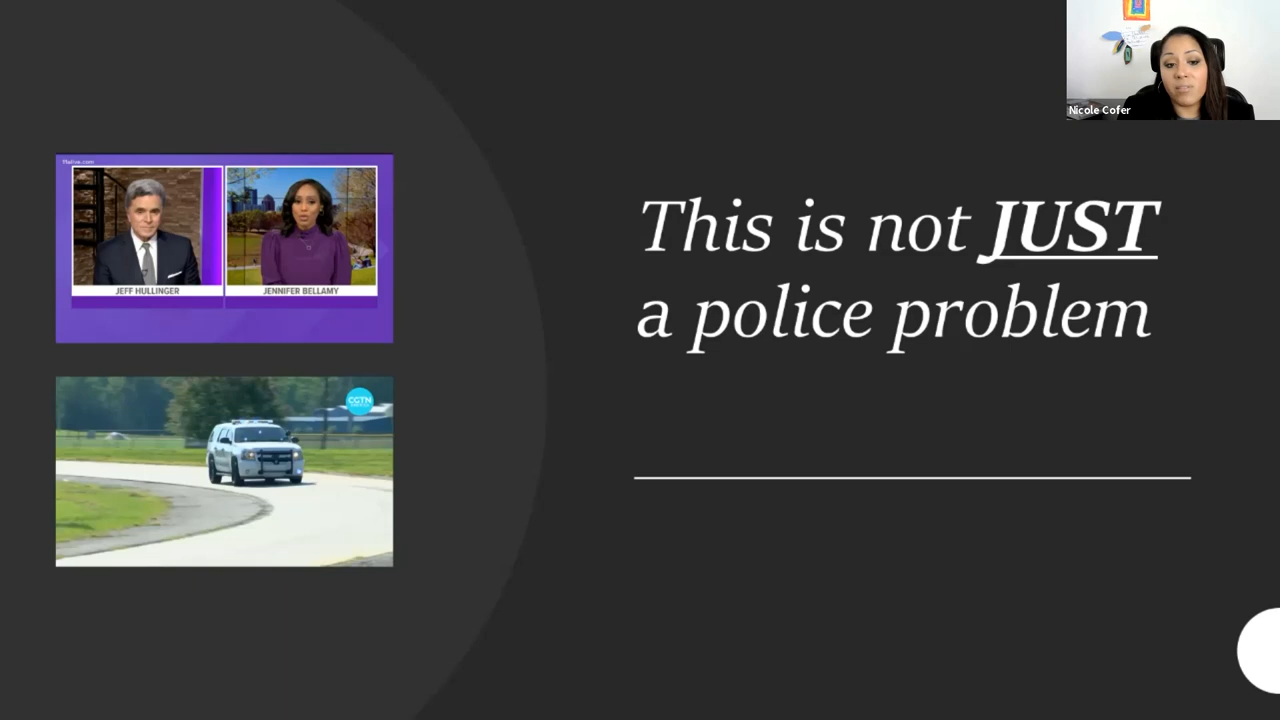 Nicole Cofer
11alive.com
JEFF HULLINGER
JENNIFER BELLAMY
This is not JUST
a police problem
CGTN